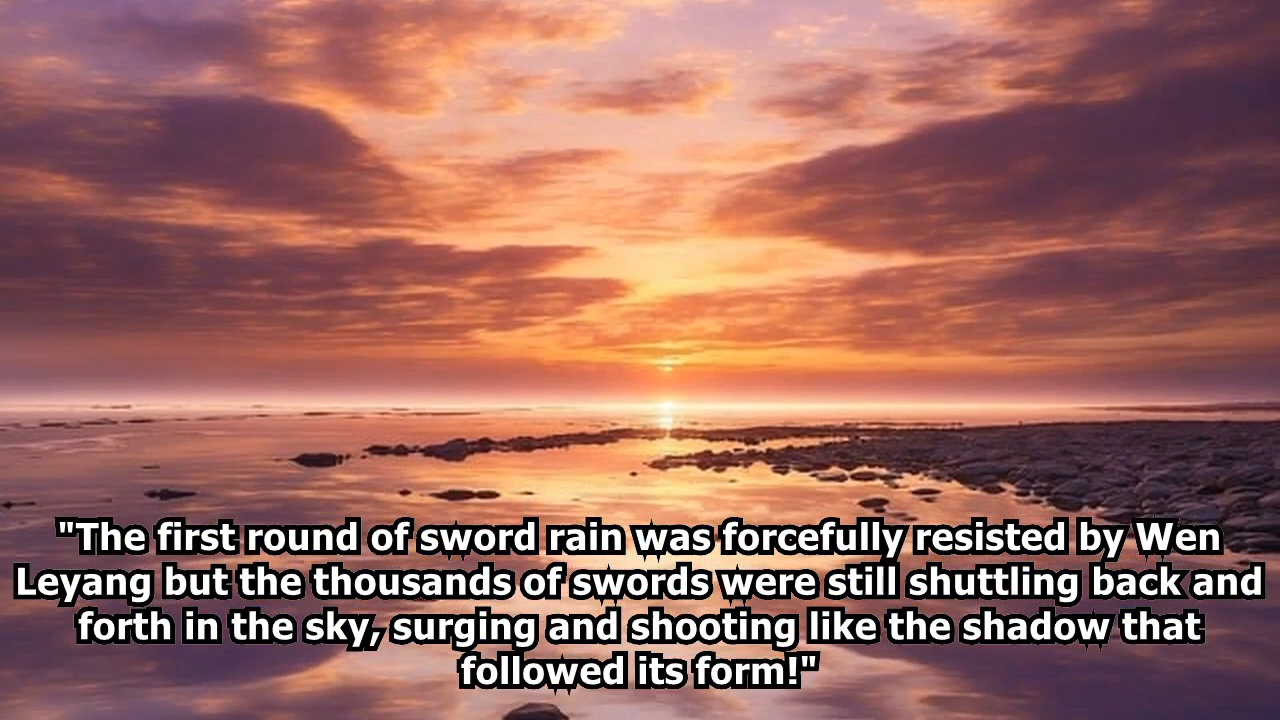 "The first round of sword rain was forcefully resisted by Wen
Leyang but the thousands of swords were still shuttling back and
forth in the sky, surging and shooting like the shadow that
followed its form!"